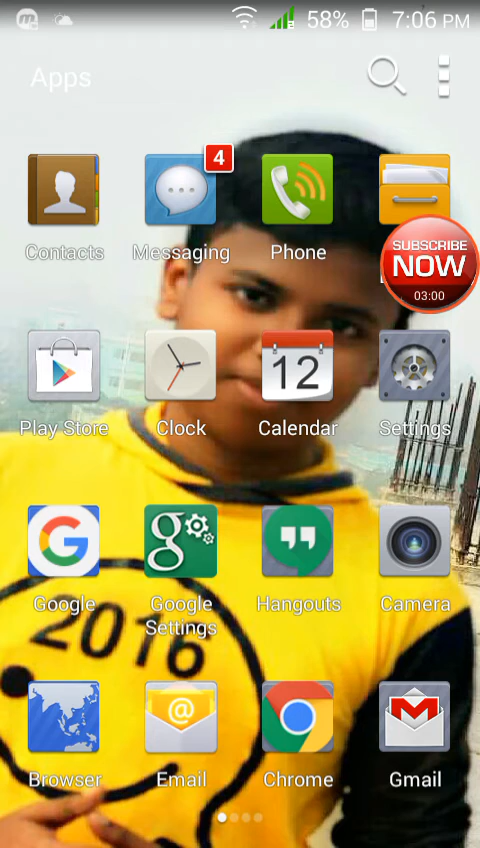 58% 7:06 PM
Apps
4
Contacts
Messaging
Phone
SUBSCRIBE
NOW
03:00
12
Play Store
Clock
Calendar
Settings
Google
Google
Settings
Hangouts
Camera
2016
@
Browser
Email
Chrome
Gmail